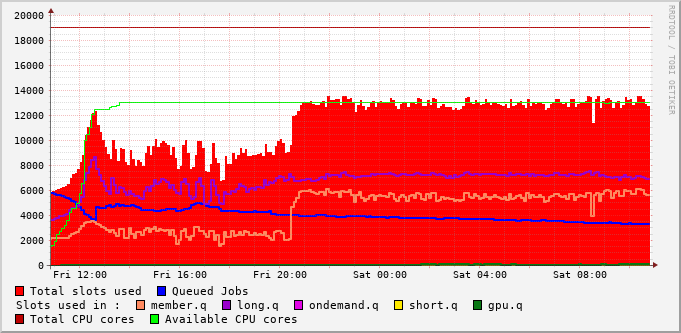 RRDTOOL / TOBI OETIKER
20000
18000
16000
14000
12000
10000
8000
6000
4000
2000
0
Fri 12:00 Fri 16:00 Fri 20:00 Sat 00:00 Sat 04:00 Sat 08:00
Total slots used Queued Jobs
Slots used in : member.q long.q ondemand.q short.q gpu.q
Total CPU cores Available CPU cores